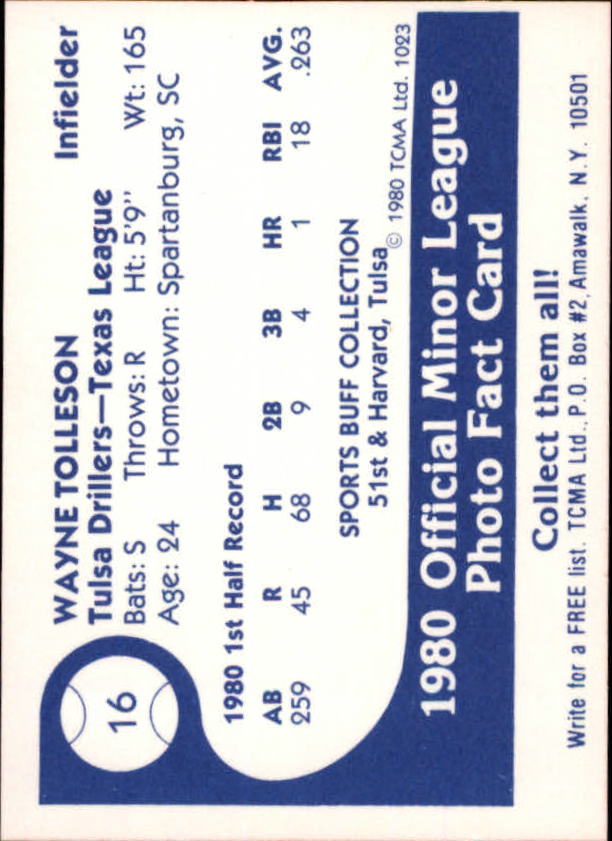 16
WAYNE TOLLESON Infielder
Tulsa Drillers—Texas League
Bats: S Throws: R Ht: 5'9" Wt: 165
Age: 24 Hometown: Spartanburg, SC
1980 1st Half Record
AB R H 2B 3B HR RBI AVG.
259 45 68 9 4 1 18 .263
SPORTS BUFF COLLECTION
51st & Harvard, Tulsa
© 1980 TCMA Ltd. 1023
1980 Official Minor League
Photo Fact Card
Collect them all!
Write for a FREE list. TCMA Ltd., P.O. Box #2, Amawalk, N.Y. 10501